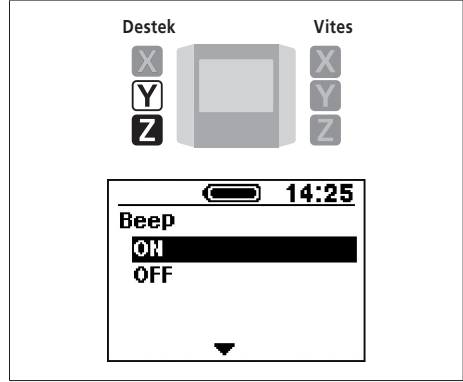 Destek Vites
X X
Y Y
Z Z
14:25
Beep
ON
OFF